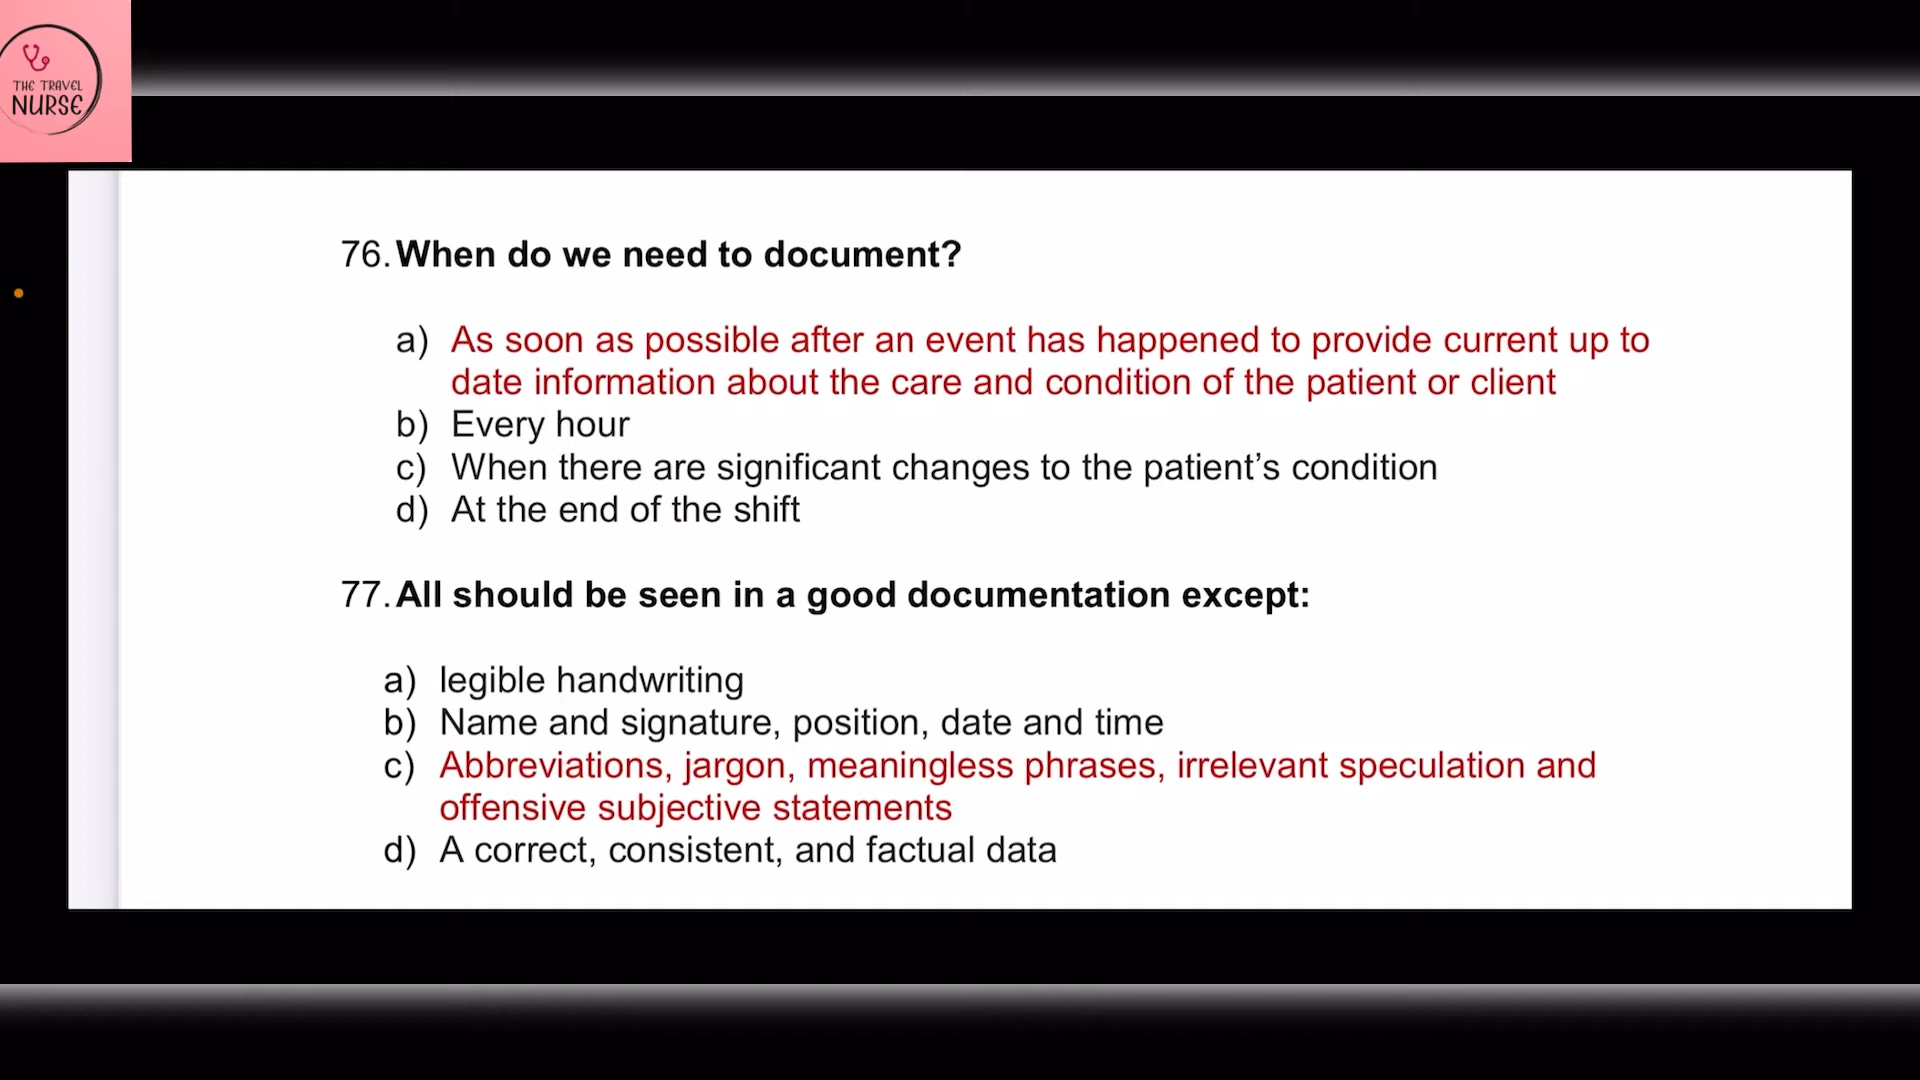 THE TRAVEL
NURSE
76. When do we need to document?
a) As soon as possible after an event has happened to provide current up to
date information about the care and condition of the patient or client
b) Every hour
c) When there are significant changes to the patient’s condition
d) At the end of the shift
77. All should be seen in a good documentation except:
a) legible handwriting
b) Name and signature, position, date and time
c) Abbreviations, jargon, meaningless phrases, irrelevant speculation and
offensive subjective statements
d) A correct, consistent, and factual data